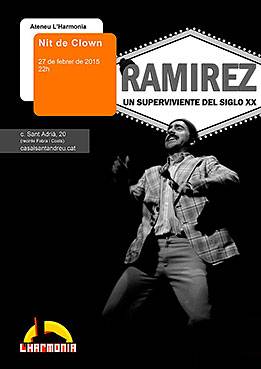 Ateneu L'Harmonia
Nit de Clown
27 de febrer de 2015
22h
RAMIREZ
UN SUPERVIVIENTE DEL SIGLO XX
c. Sant Adrià, 20
(recinte Fabra i Coats)
casalsantandreu.cat
L'HARMONIA